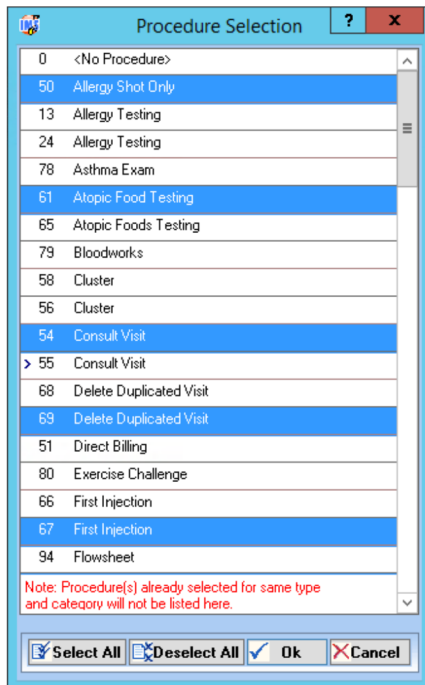 Procedure Selection ? x
0 <No Procedure>
50 Allergy Shot Only
13 Allergy Testing
24 Allergy Testing
78 Asthma Exam
61 Atopic Food Testing
65 Atopic Foods Testing
79 Bloodworks
58 Cluster
56 Cluster
54 Consult Visit
> 55 Consult Visit
68 Delete Duplicated Visit
69 Delete Duplicated Visit
51 Direct Billing
80 Exercise Challenge
66 First Injection
67 First Injection
94 Flowsheet
Note: Procedure(s) already selected for same type
and category will not be listed here.
Select All Deselect All Ok Cancel